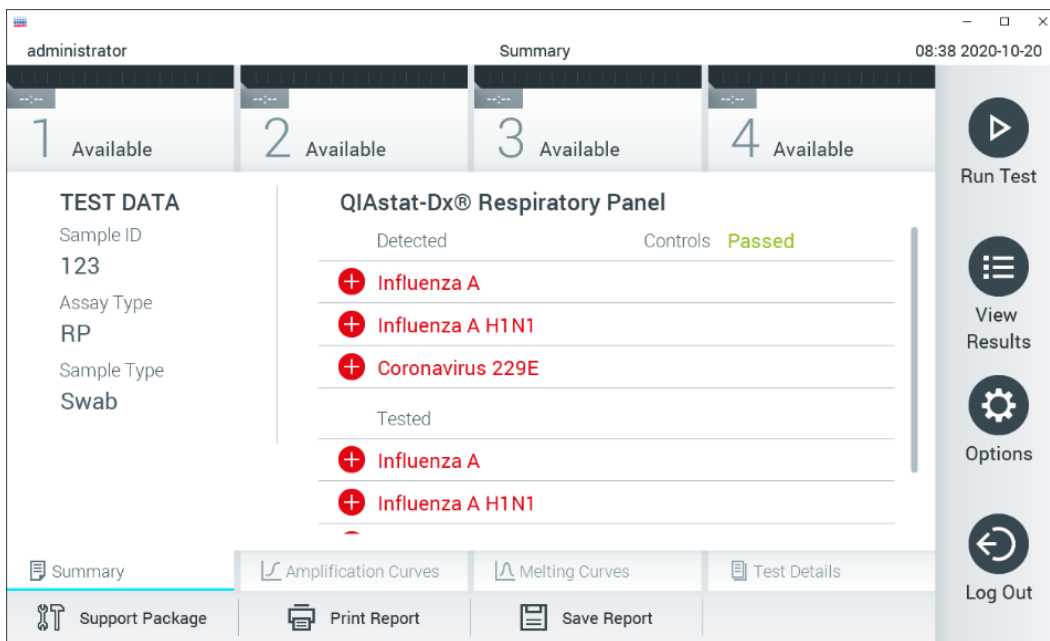 administrator Summary 08:38 2020-10-20
--:-- --:-- --:-- --:--
1 Available 2 Available 3 Available 4 Available
Run Test
TEST DATA
Sample ID
123
Assay Type
RP
Sample Type
Swab
QIAstat-Dx® Respiratory Panel
Detected Controls Passed
Influenza A
Influenza A H1N1
Coronavirus 229E
Tested
Influenza A
Influenza A H1N1
View
Results
Options
Log Out
Summary Amplification Curves Melting Curves Test Details
Support Package Print Report Save Report